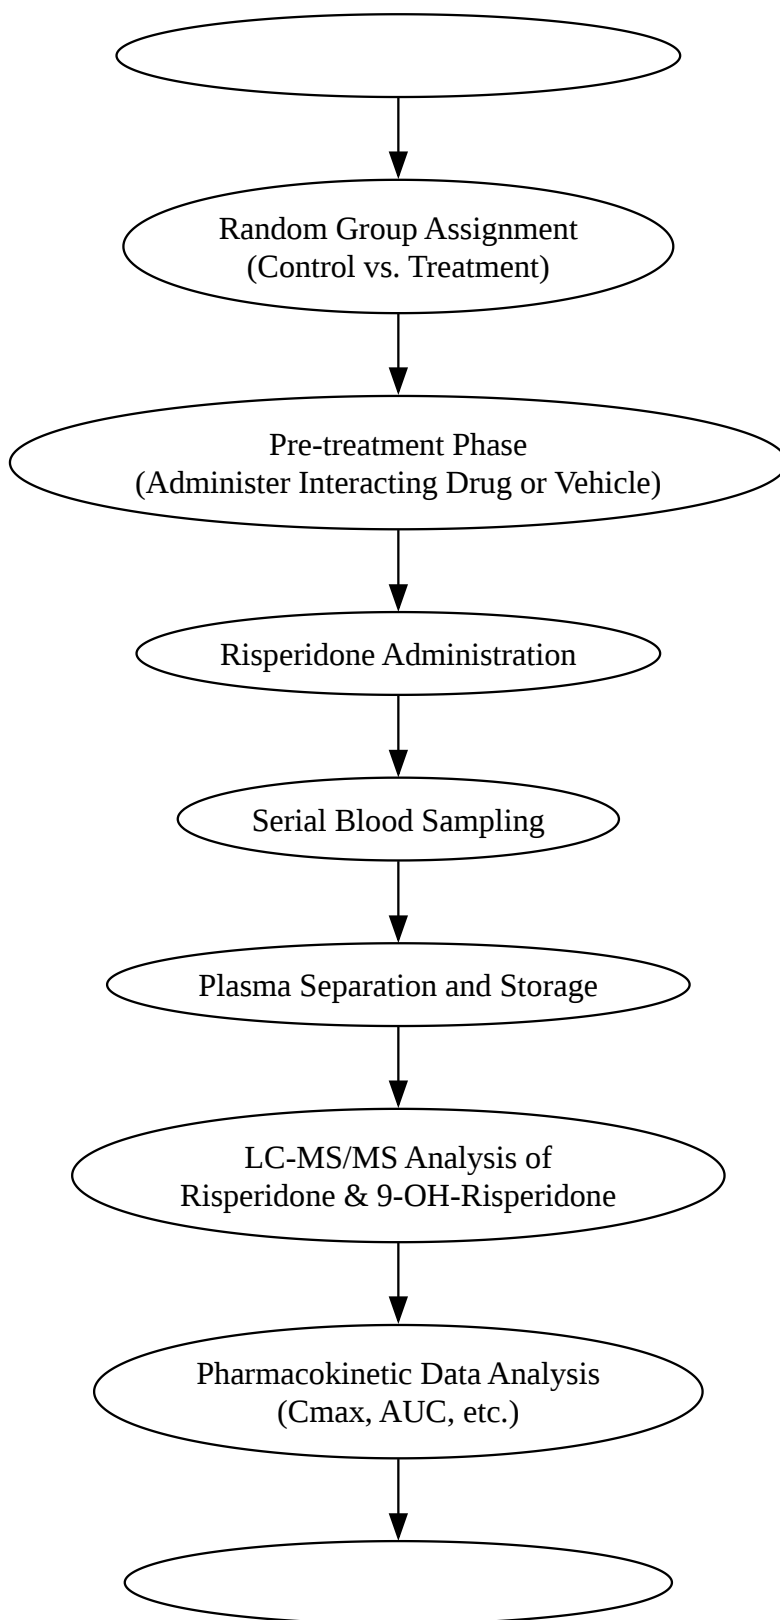 Random Group Assignment
(Control vs. Treatment)
Pre-treatment Phase
(Administer Interacting Drug or Vehicle)
Risperidone Administration
Serial Blood Sampling
Plasma Separation and Storage
LC-MS/MS Analysis of
Risperidone & 9-OH-Risperidone
Pharmacokinetic Data Analysis
(Cmax, AUC, etc.)